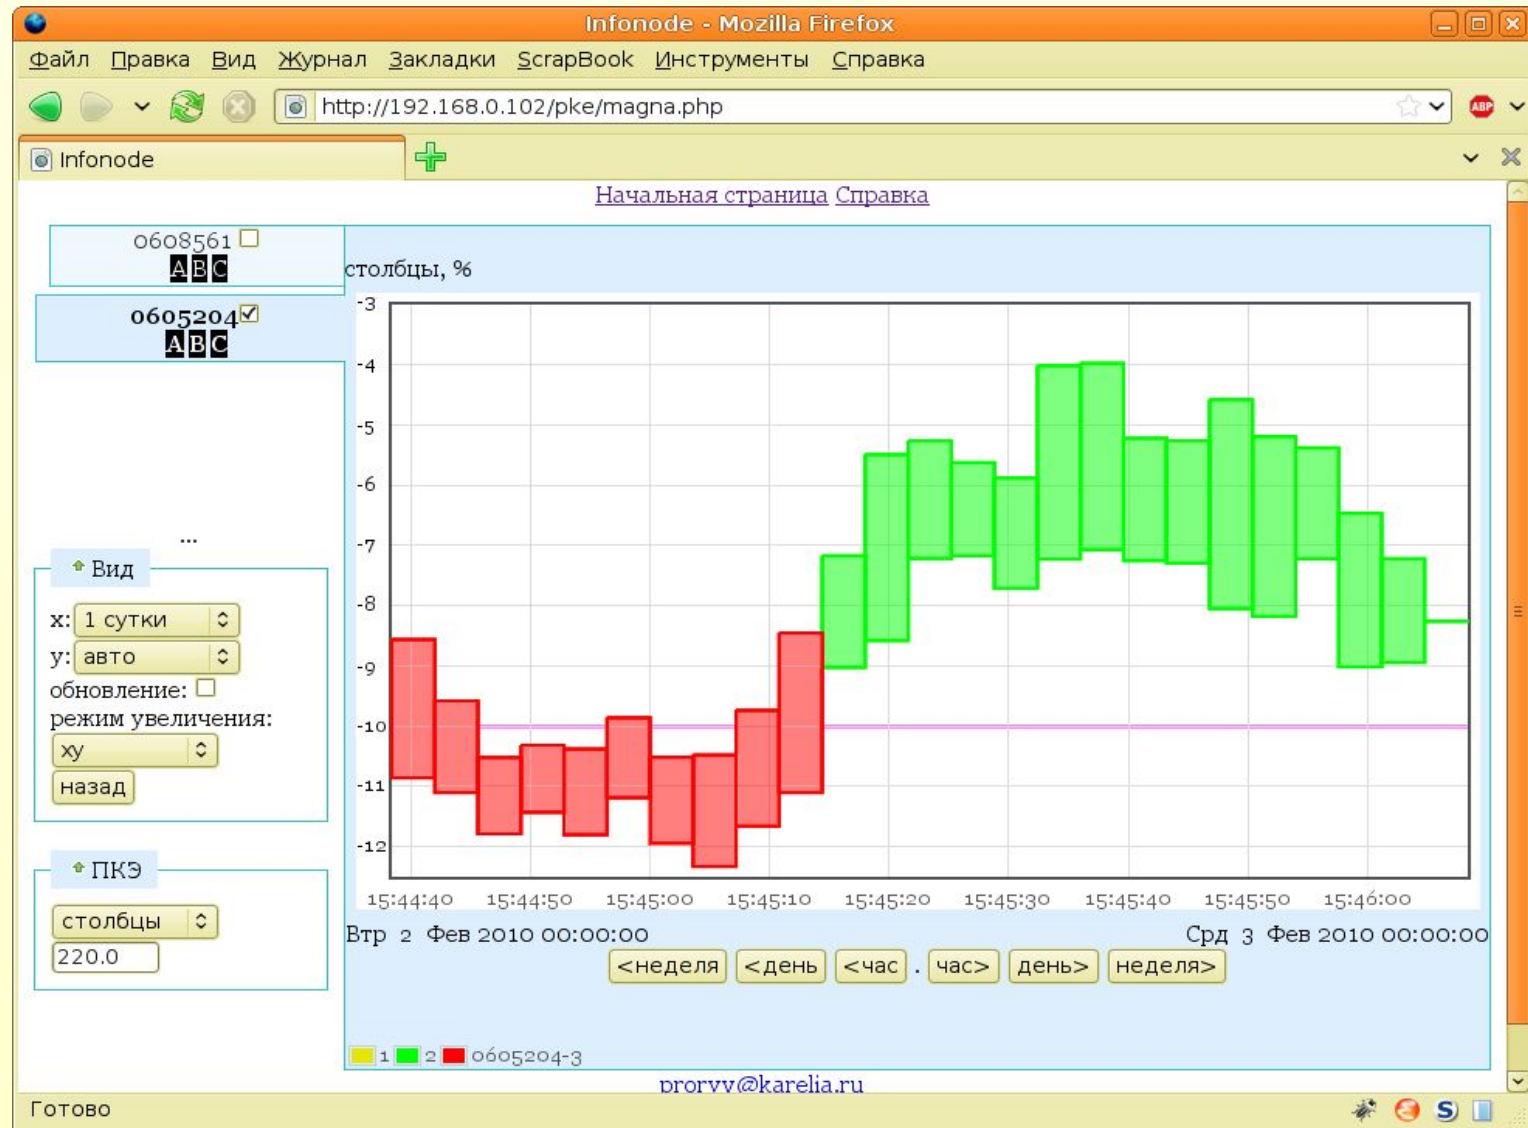 Infonode - Mozilla Firefox
Файл Правка Вид Журнал Закладки ScrapBook Инструменты Справка
http://192.168.0.102/pke/magna.php
ABP
Infonode
Начальная страница Справка
0608561
A B C
0605204
A B C
...
Вид
x: 1 сутки
y: авто
обновление:
режим увеличения:
xy
назад
ПКЭ
столбцы
220.0
столбцы, %
-3
-4
-5
-6
-7
-8
-9
-10
-11
-12
15:44:40 15:44:50 15:45:00 15:45:10 15:45:20 15:45:30 15:45:40 15:45:50 15:46:00
Втр 2 Фев 2010 00:00:00 Срд 3 Фев 2010 00:00:00
<неделя <день <час . час> день> неделя>
1 2 0605204-3
prorvv@karelia.ru
Готово
S